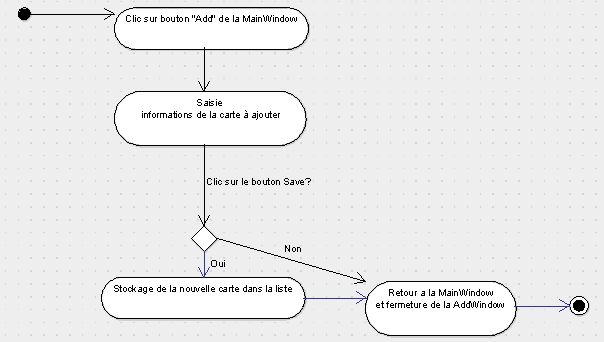 Clic sur bouton "Add" de la MainWindow
Saisie
informations de la carte à ajouter
Clic sur le bouton Save?
Non
Oui
Stockage de la nouvelle carte dans la liste
Retour a la MainWindow
et fermeture de la AddWindow